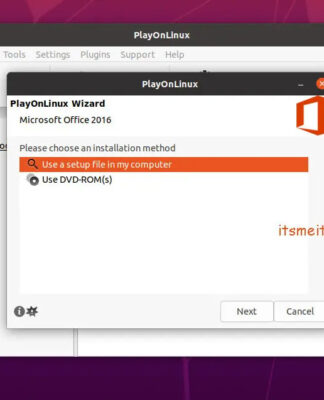 PlayOnLinux
Tools Settings Plugins Support Help
PlayOnLinux
PlayOnLinux Wizard
Microsoft Office 2016
Please choose an installation method
Use a setup file in my computer
Use DVD-ROM(s)
itsmeit
Next Cancel